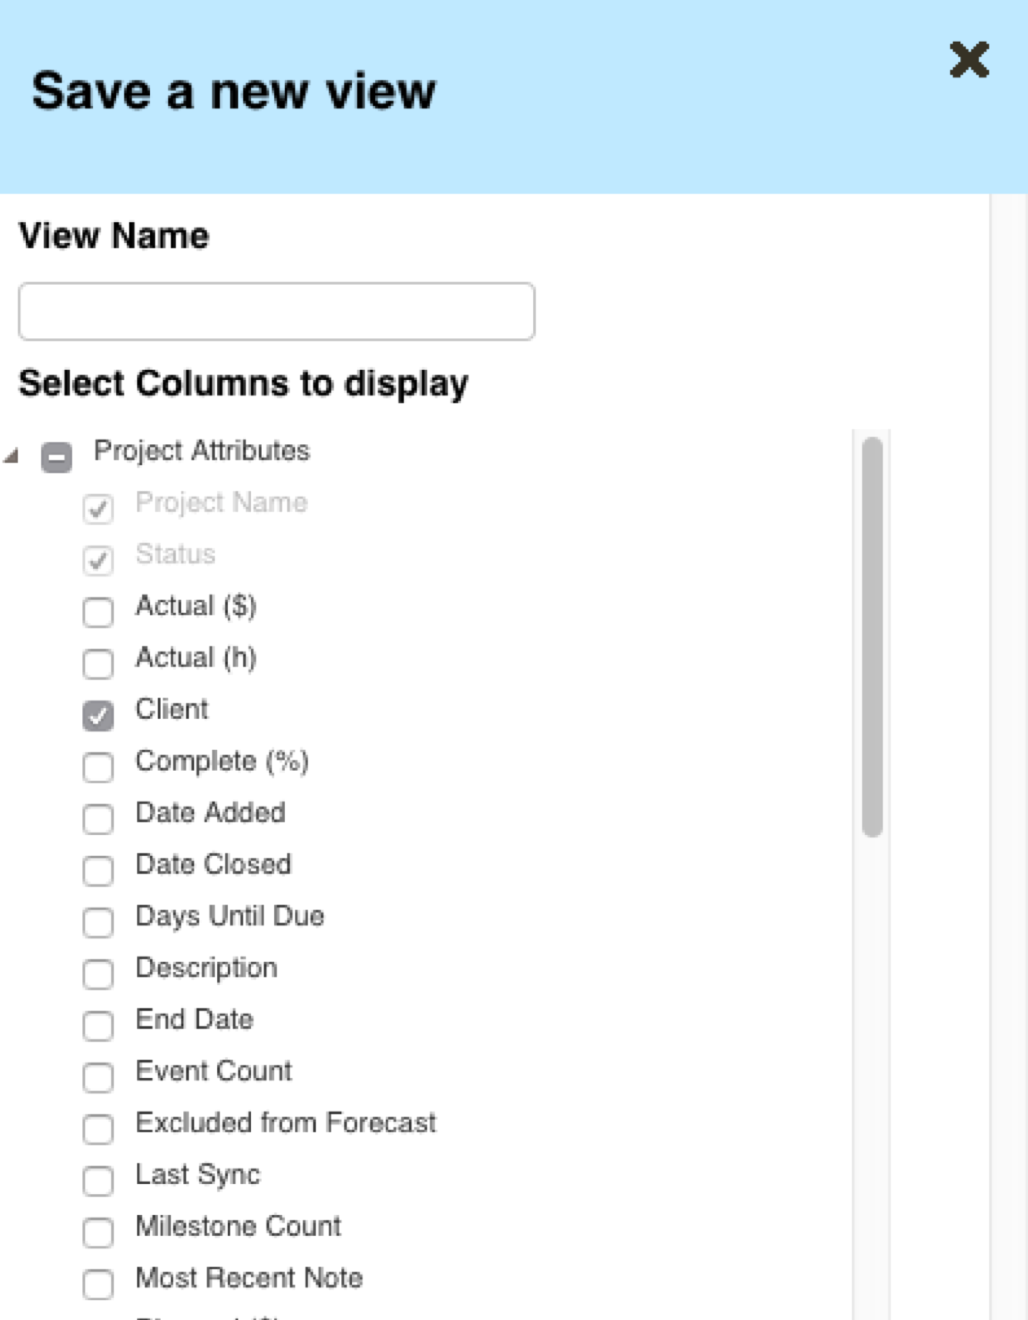 Save a new view
View Name
Select Columns to display
Project Attributes
Project Name
Status
Actual ($)
Actual (h)
Client
Complete (%)
Date Added
Date Closed
Days Until Due
Description
End Date
Event Count
Excluded from Forecast
Last Sync
Milestone Count
Most Recent Note